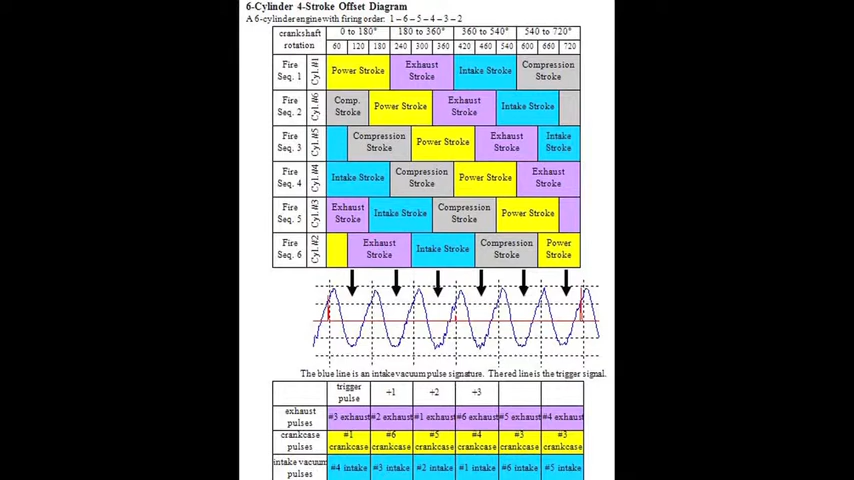 6-Cylinder 4-Stroke Offset Diagram
A 6-cylinder engine with firing order: 1 – 6 – 5 – 4 – 3 – 2
crankshaft rotation 0 to 180° 180 to 360° 360 to 540° 540 to 720°
60 120 180 240 300 360 420 460 540 600 660 720
Fire Seq. 1 Cyl. #1 Power Stroke Exhaust Stroke Intake Stroke Compression Stroke
Fire Seq. 2 Cyl. #6 Comp. Stroke Power Stroke Exhaust Stroke Intake Stroke
Fire Seq. 3 Cyl. #5 Compression Stroke Power Stroke Exhaust Stroke Intake Stroke
Fire Seq. 4 Cyl. #4 Intake Stroke Compression Stroke Power Stroke Exhaust Stroke
Fire Seq. 5 Cyl. #3 Exhaust Stroke Intake Stroke Compression Stroke Power Stroke
Fire Seq. 6 Cyl. #2 Exhaust Stroke Intake Stroke Compression Stroke Power Stroke
The blue line is an intake vacuum pulse signature. The red line is the trigger signal.
trigger pulse +1 +2 +3
exhaust pulses #3 exhaust #2 exhaust #1 exhaust #6 exhaust #5 exhaust #4 exhaust
crankcase pulses #1 crankcase #6 crankcase #5 crankcase #4 crankcase #3 crankcase #3 crankcase
intake vacuum pulses #4 intake #3 intake #2 intake #1 intake #6 intake #5 intake